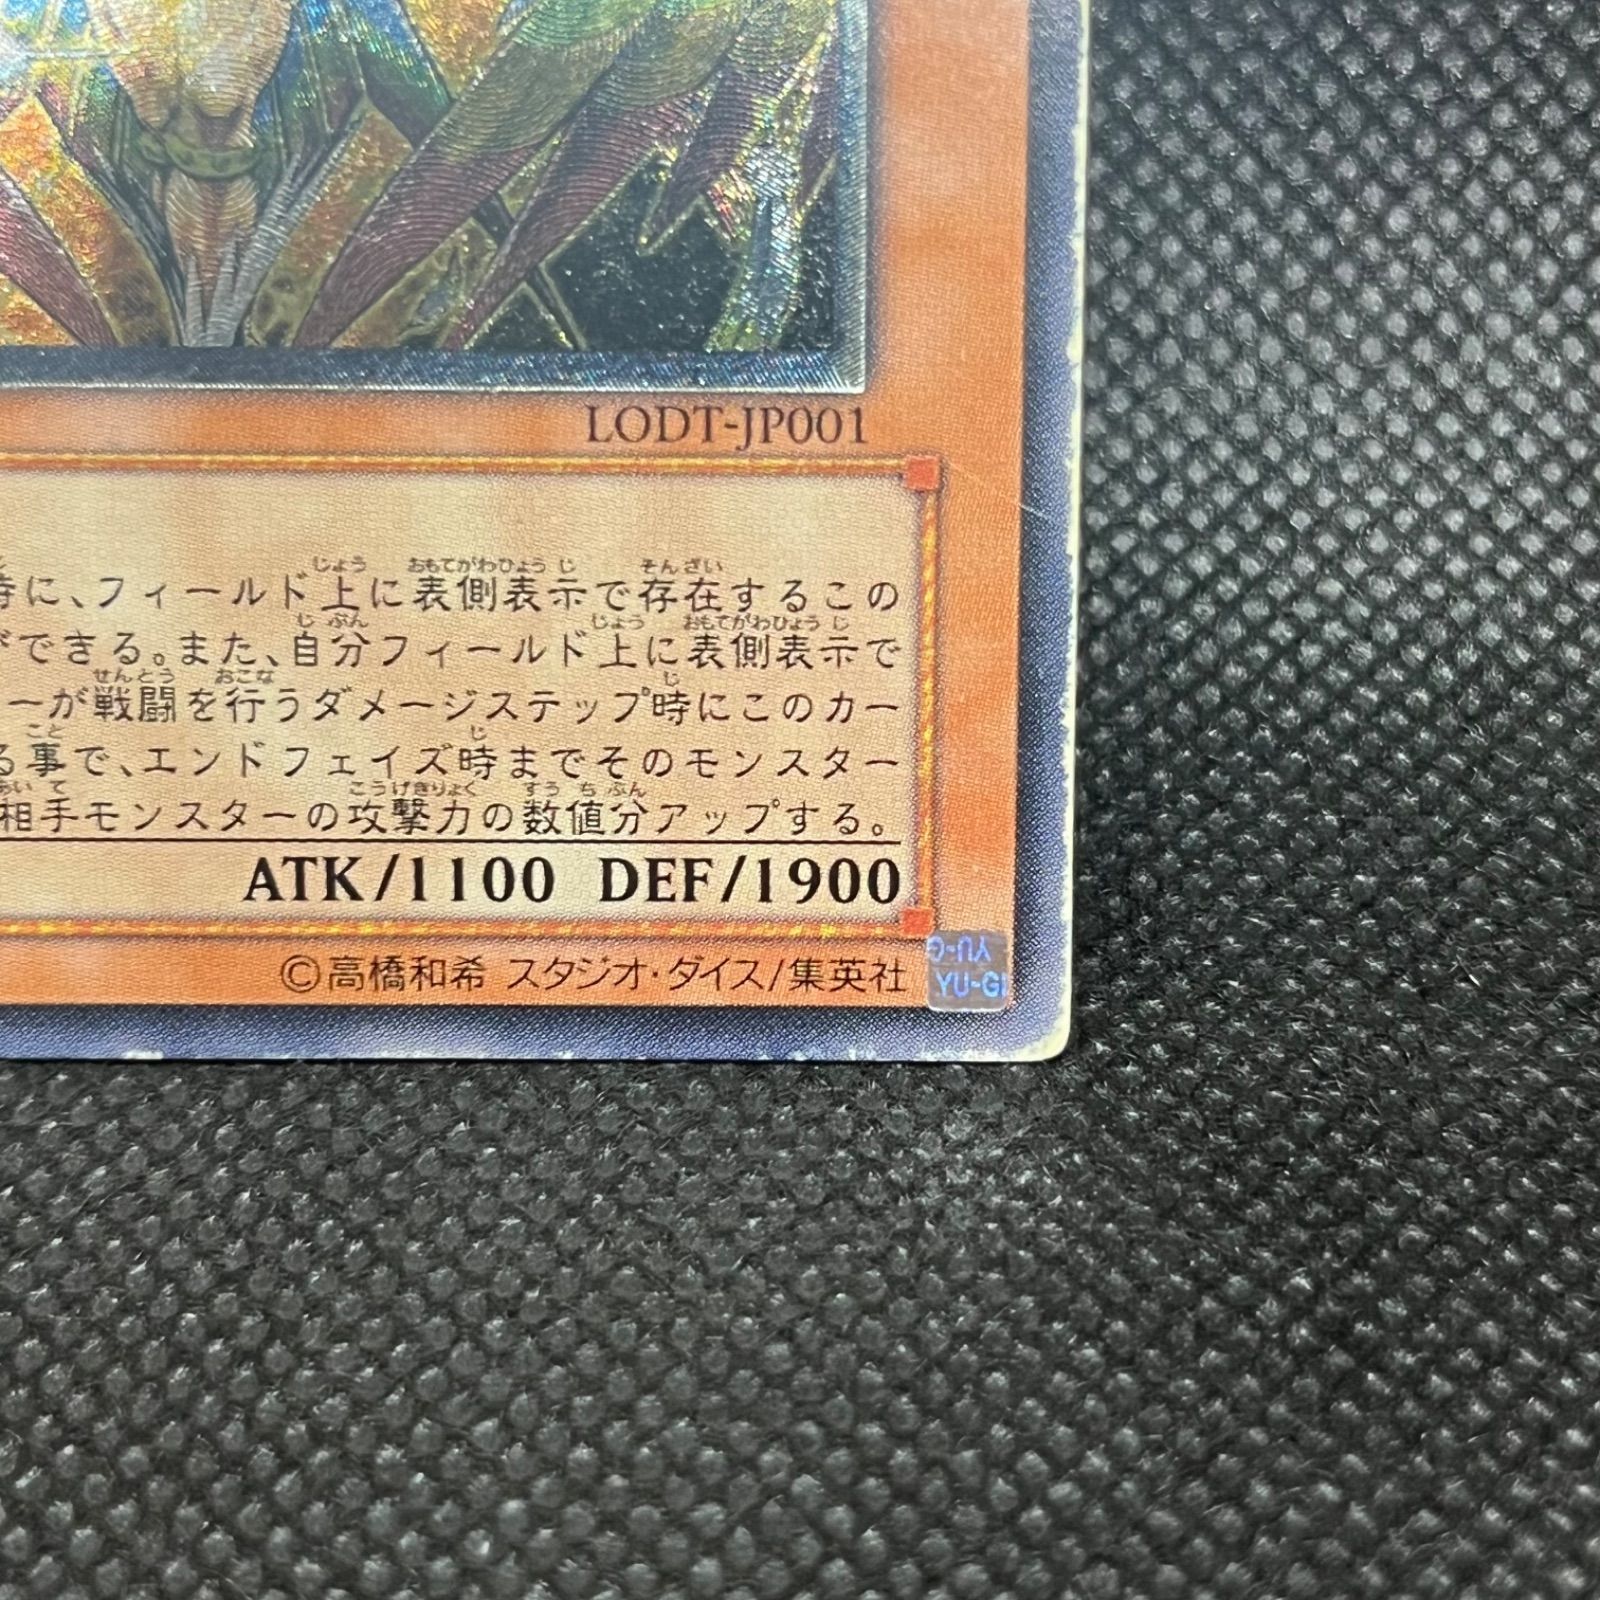 LODT-JP001
時に、フィールド上に表側表示で存在するこの
ができる。また、自分フィールド上に表側表示で
ーが戦闘を行うダメージステップ時にこのカー
る事で、エンドフェイズ時までそのモンスター
相手モンスターの攻撃力の数値分アップする。
ATK/1100 DEF/1900
©高橋和希 スタジオ・ダイス/集英社
YU-GI